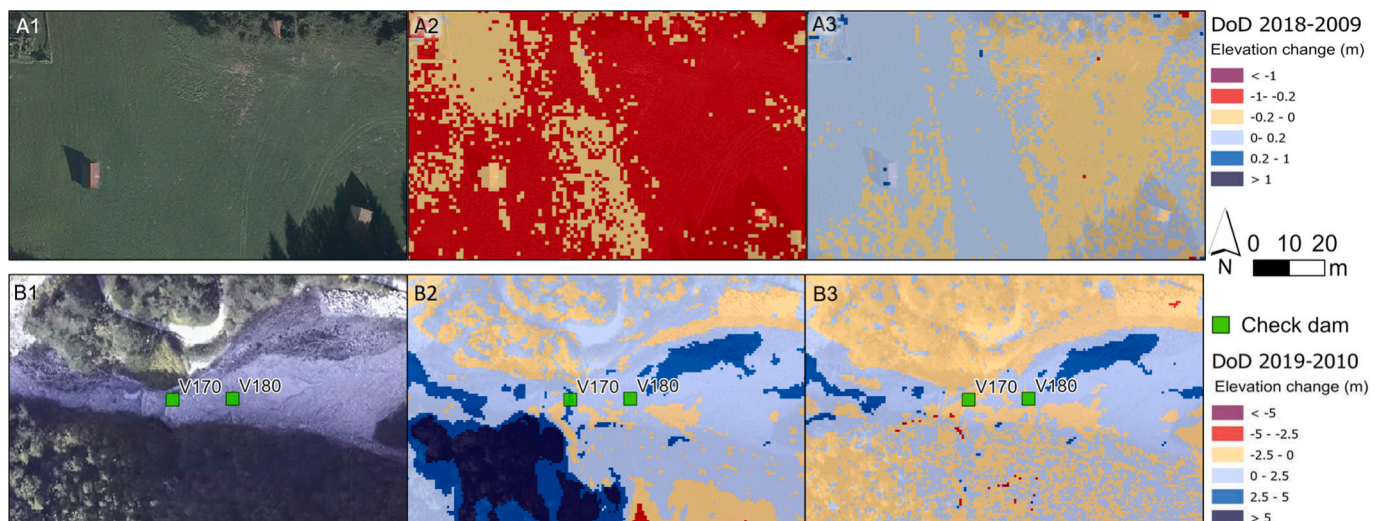 A1
A2
A3
DoD 2018-2009
Elevation change (m)
< -1
-1- -0.2
-0.2 - 0
0- 0.2
0.2 - 1
> 1
N
0 10 20
m
B1
V170
V180
B2
V170
V180
B3
V170
V180
Check dam
DoD 2019-2010
Elevation change (m)
< -5
-5 - -2.5
-2.5 - 0
0 - 2.5
2.5 - 5
> 5